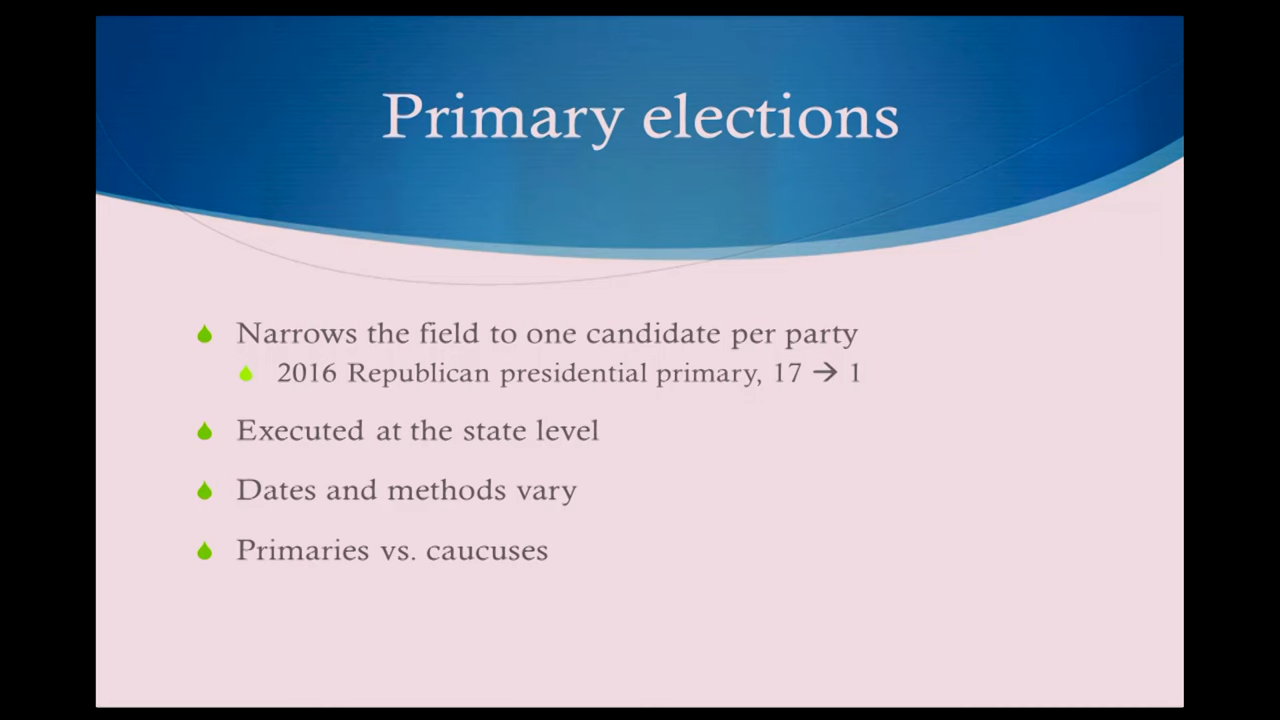 Primary elections
Narrows the field to one candidate per party
2016 Republican presidential primary, 17 → 1
Executed at the state level
Dates and methods vary
Primaries vs. caucuses